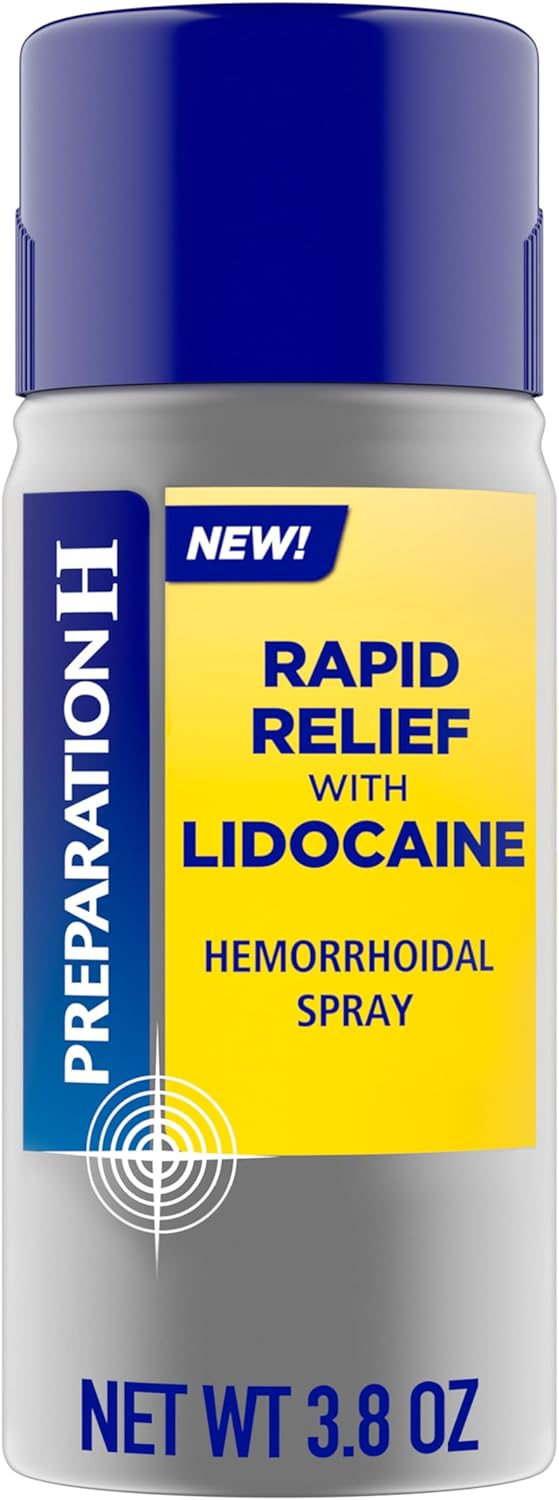 PREPARATION H
NEW!
RAPID
RELIEF
WITH
LIDOCAINE
HEMORRHOIDAL
SPRAY
NET WT 3.8 OZ